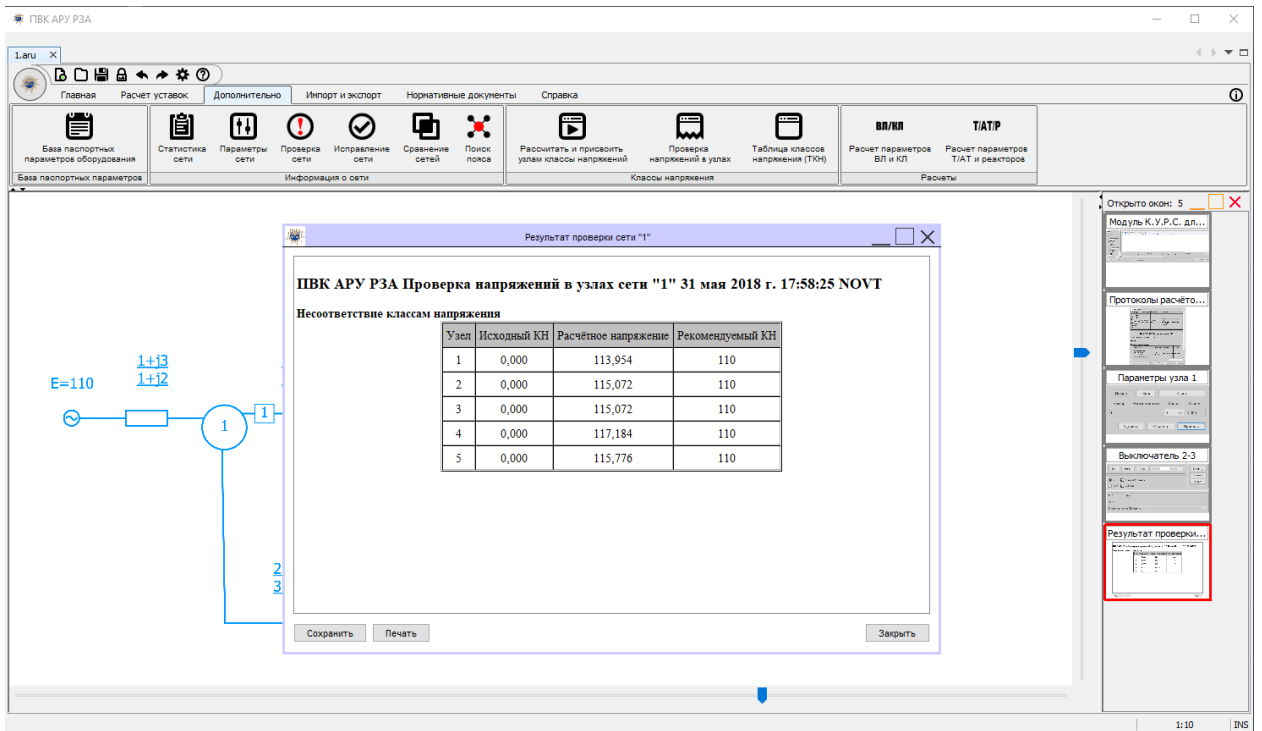 ПВК АРУ РЗА
1.aru
Главная Расчет уставок Дополнительно Импорт и экспорт Нормативные документы Справка
База паспортных параметров оборудования
Статистика сети
Параметры сети
Проверка сети
Исправление сети
Сравнение сетей
Поиск пояса
Рассчитать и присвоить узлам классы напряжений
Проверка напряжений в узлах
Таблица классов напряжения (ТКН)
ВЛ/КЛ
Расчет параметров ВЛ и КЛ
Т/АТ/Р
Расчет параметров Т/АТ и реакторов
База паспортных параметров Информация о сети Классы напряжения Расчеты
Открыто окон: 5
Модуль К.У.Р.С. дл...
Протоколы расчёто...
Параметры узла 1
Выключатель 2-3
Результат проверки...
Результат проверки сети "1"
ПВК АРУ РЗА Проверка напряжений в узлах сети "1" 31 мая 2018 г. 17:58:25 NOVT
Несоответствие классам напряжения
Узел Исходный КН Расчётное напряжение Рекомендуемый КН
1 0,000 113,954 110
2 0,000 115,072 110
3 0,000 115,072 110
4 0,000 117,184 110
5 0,000 115,776 110
Сохранить Печать Закрыть
E=110
1+j3
1+j2
1
1
2
3
1:10 INS